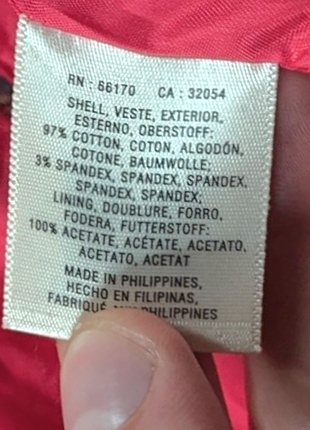 RN : 66170 CA : 32054
SHELL, VESTE, EXTERIOR,
ESTERNO, OBERSTOFF:
97% COTTON, COTON, ALGODÓN,
COTONE, BAUMWOLLE;
3% SPANDEX, SPANDEX, SPANDEX,
SPANDEX, SPANDEX;
LINING, DOUBLURE, FORRO,
FODERA, FUTTERSTOFF:
100% ACETATE, ACÉTATE, ACETATO,
ACETATO, ACETAT
MADE IN PHILIPPINES,
HECHO EN FILIPINAS,
FABRIQUÉ PHILIPPINES